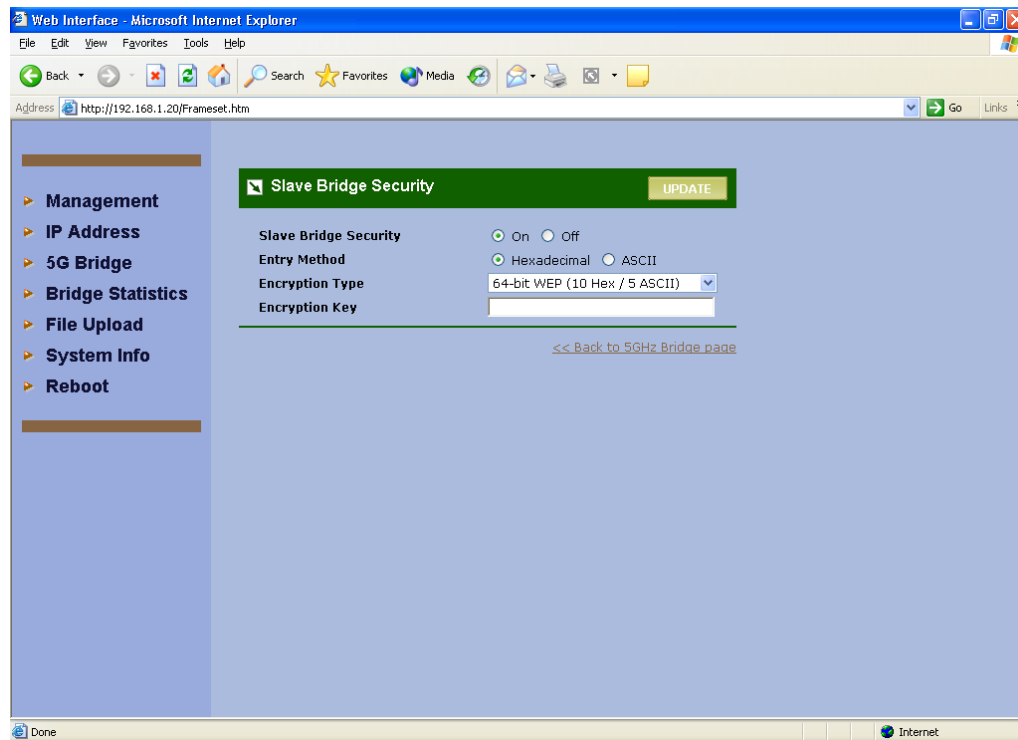 Web Interface - Microsoft Internet Explorer
File Edit View Favorites Tools Help
Back Search Favorites Media
Address http://192.168.1.20/Frameset.htm Go Links
Management
IP Address
5G Bridge
Bridge Statistics
File Upload
System Info
Reboot
Slave Bridge Security UPDATE
Slave Bridge Security On Off
Entry Method Hexadecimal ASCII
Encryption Type 64-bit WEP (10 Hex / 5 ASCII)
Encryption Key
<< Back to 5GHz Bridge page
Done Internet